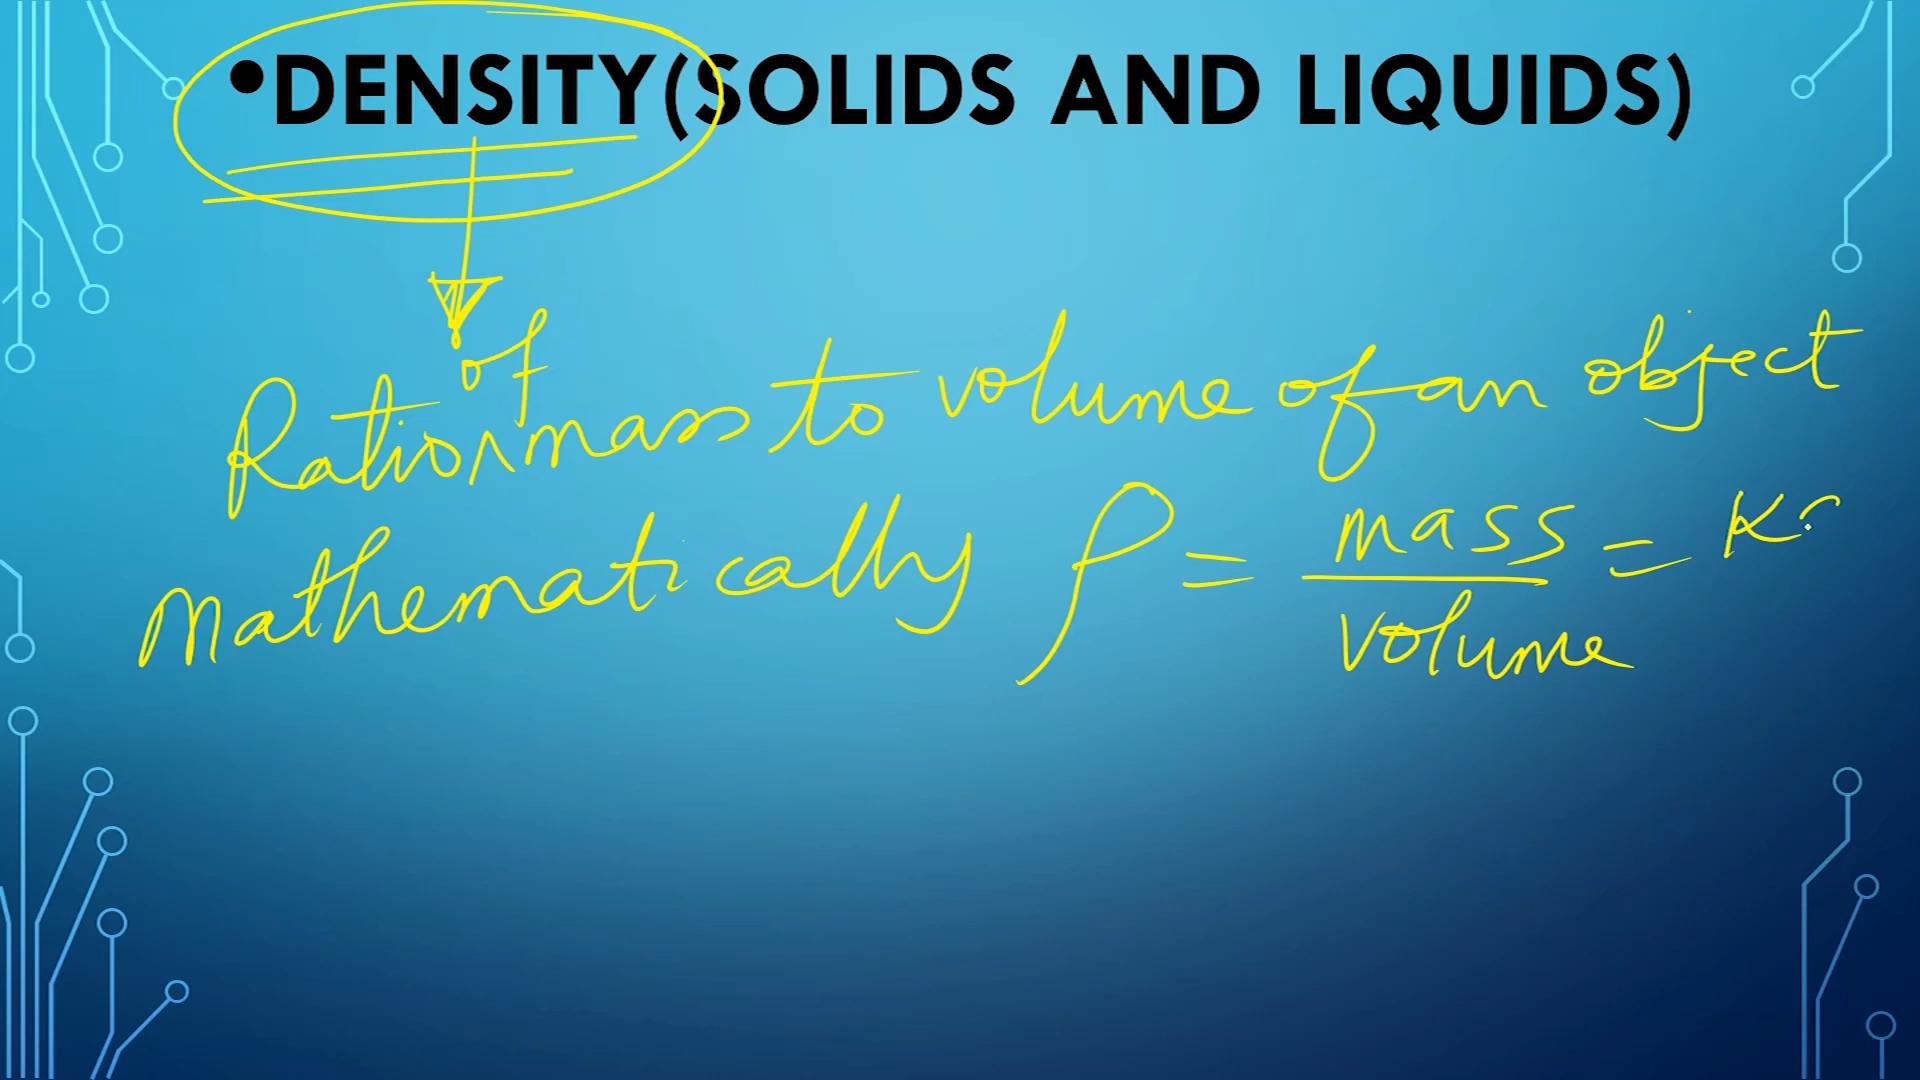 •DENSITY(SOLIDS AND LIQUIDS)
Ratio of mass to volume of an object
Mathematically ρ = mass / volume = K